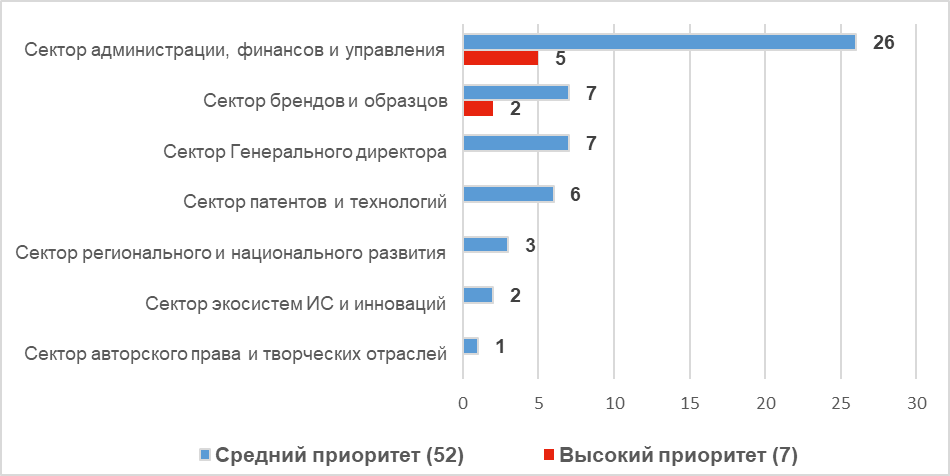 Сектор администрации, финансов и управления
26
5
Сектор брендов и образцов
7
2
Сектор Генерального директора
7
Сектор патентов и технологий
6
Сектор регионального и национального развития
3
Сектор экосистем ИС и инноваций
2
Сектор авторского права и творческих отраслей
1
0 5 10 15 20 25 30
Средний приоритет (52) Высокий приоритет (7)